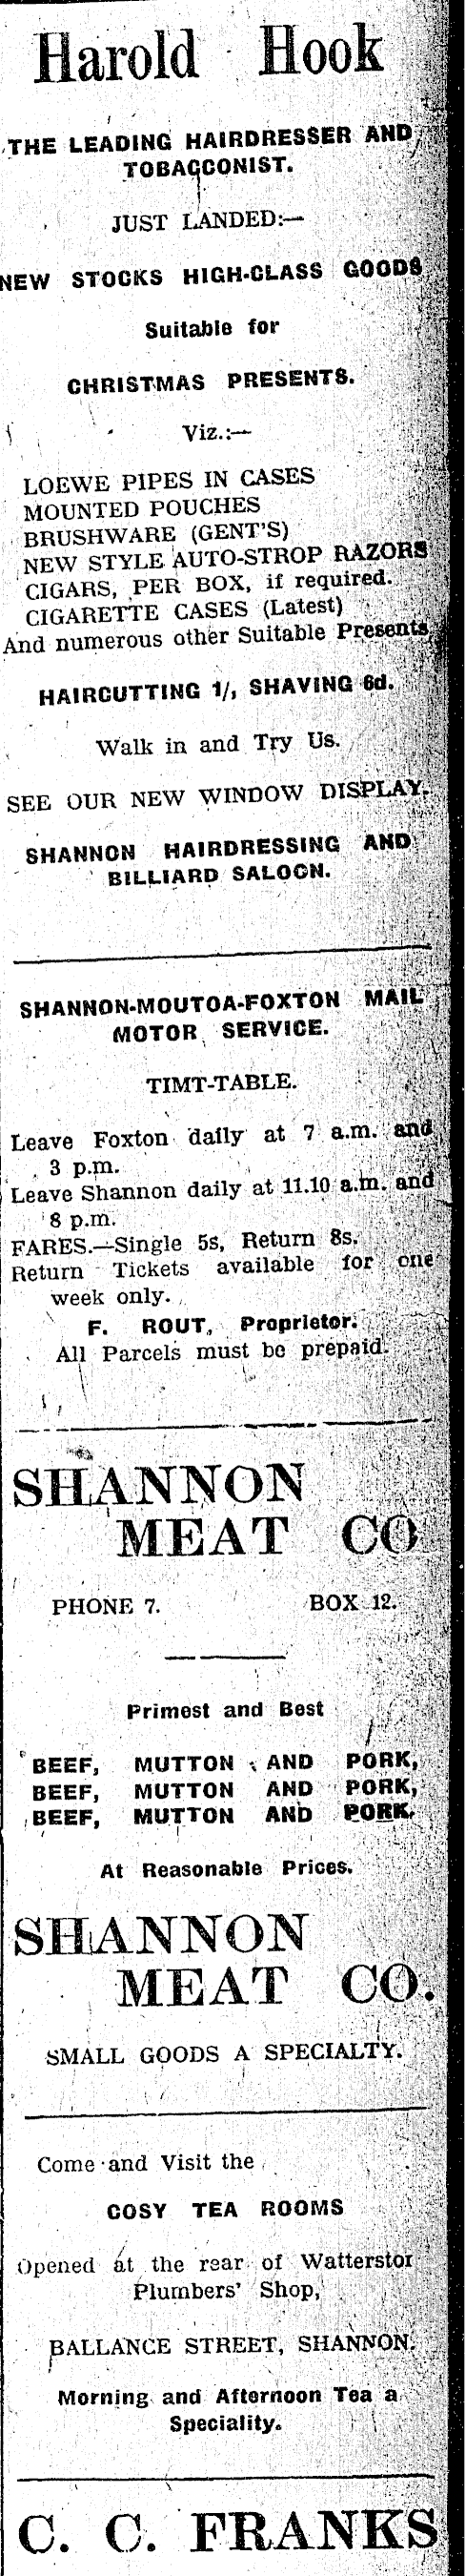 Harold Hook
THE LEADING HAIRDRESSER AND
TOBACCONIST.
JUST LANDED:—
NEW STOCKS HIGH-CLASS GOODS
Suitable for
CHRISTMAS PRESENTS.
Viz.:—
LOEWE PIPES IN CASES
MOUNTED POUCHES
BRUSHWARE (GENT'S)
NEW STYLE AUTO-STROP RAZORS
CIGARS, PER BOX, if required.
CIGARETTE CASES (Latest)
And numerous other Suitable Presents
HAIRCUTTING 1/, SHAVING 6d.
Walk in and Try Us.
SEE OUR NEW WINDOW DISPLAY.
SHANNON HAIRDRESSING AND
BILLIARD SALOON.
SHANNON-MOUTOA-FOXTON MAIL
MOTOR SERVICE.
TIMT-TABLE.
Leave Foxton daily at 7 a.m. and
3 p.m.
Leave Shannon daily at 11.10 a.m. and
8 p.m.
FARES.—Single 5s, Return 8s.
Return Tickets available for one
week only.
F. ROUT, Proprietor.
All Parcels must be prepaid.
SHANNON
MEAT CO
PHONE 7. BOX 12.
Primest and Best
BEEF, MUTTON AND PORK,
BEEF, MUTTON AND PORK,
BEEF, MUTTON AND PORK.
At Reasonable Prices.
SHANNON
MEAT CO.
SMALL GOODS A SPECIALTY.
Come and Visit the
COSY TEA ROOMS
Opened at the rear of Watterstor
Plumbers' Shop,
BALLANCE STREET, SHANNON.
Morning and Afternoon Tea a
Speciality.
C. C. FRANKS